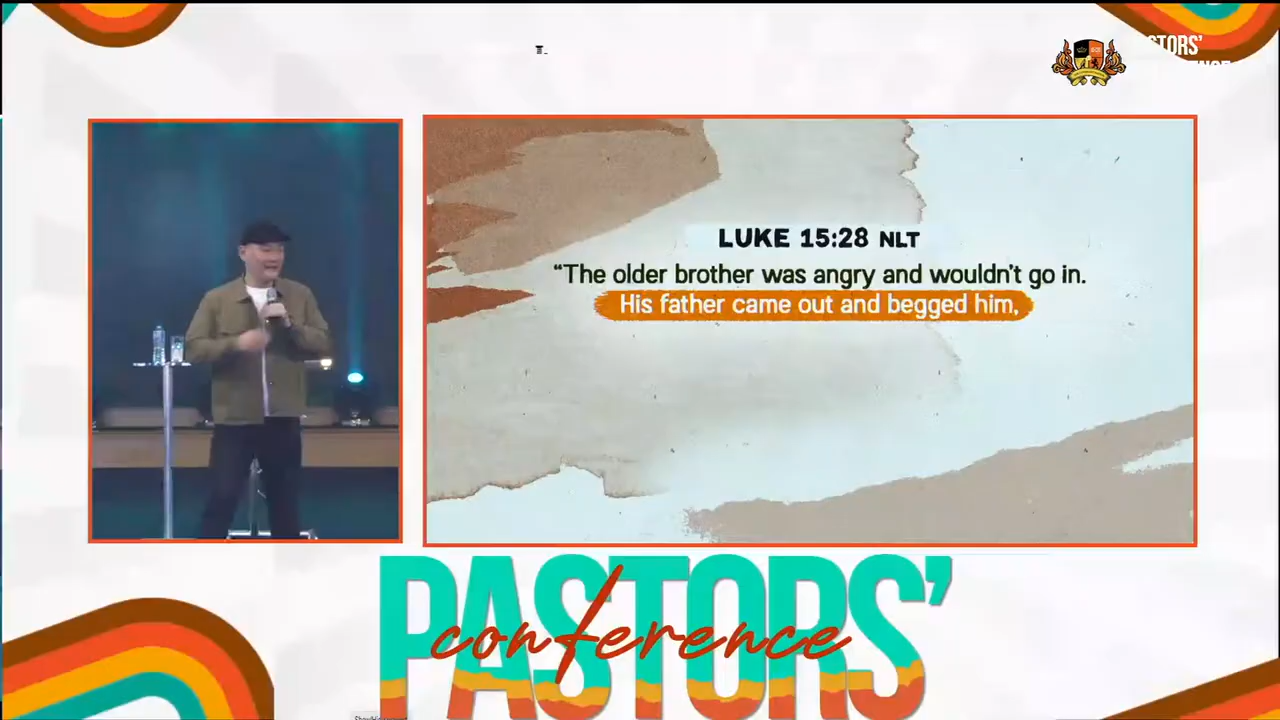 STORS'
LUKE 15:28 NLT
“The older brother was angry and wouldn't go in.
His father came out and begged him,
PASTORS'
conference